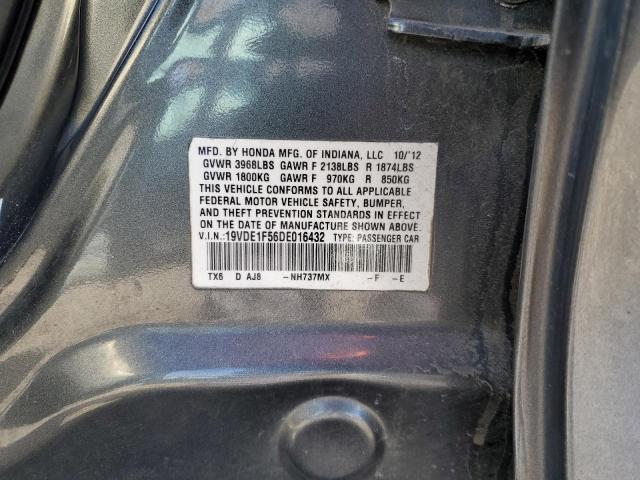 MFD. BY HONDA MFG. OF INDIANA, LLC 10/'12
GVWR 3968LBS GAWR F 2138LBS R 1874LBS
GVWR 1800KG GAWR F 970KG R 850KG
THIS VEHICLE CONFORMS TO ALL APPLICABLE
FEDERAL MOTOR VEHICLE SAFETY, BUMPER,
AND THEFT PREVENTION STANDARDS IN EFFECT
ON THE DATE OF MANUFACTURE SHOWN ABOVE.
V.I.N.:19VDE1F56DE016432 TYPE: PASSENGER CAR
TX6 D AJ8 -NH737MX -F -E